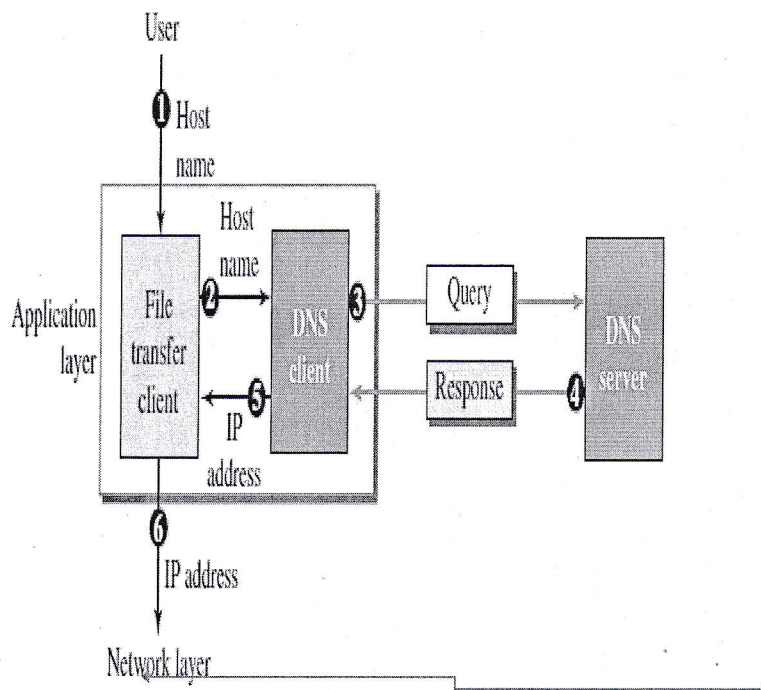 User
1
Host
name
Host
name
2
3
Query
Application
layer
File
transfer
client
DNS
client
DNS
server
Response
4
5
IP
address
6
IP address
Network layer